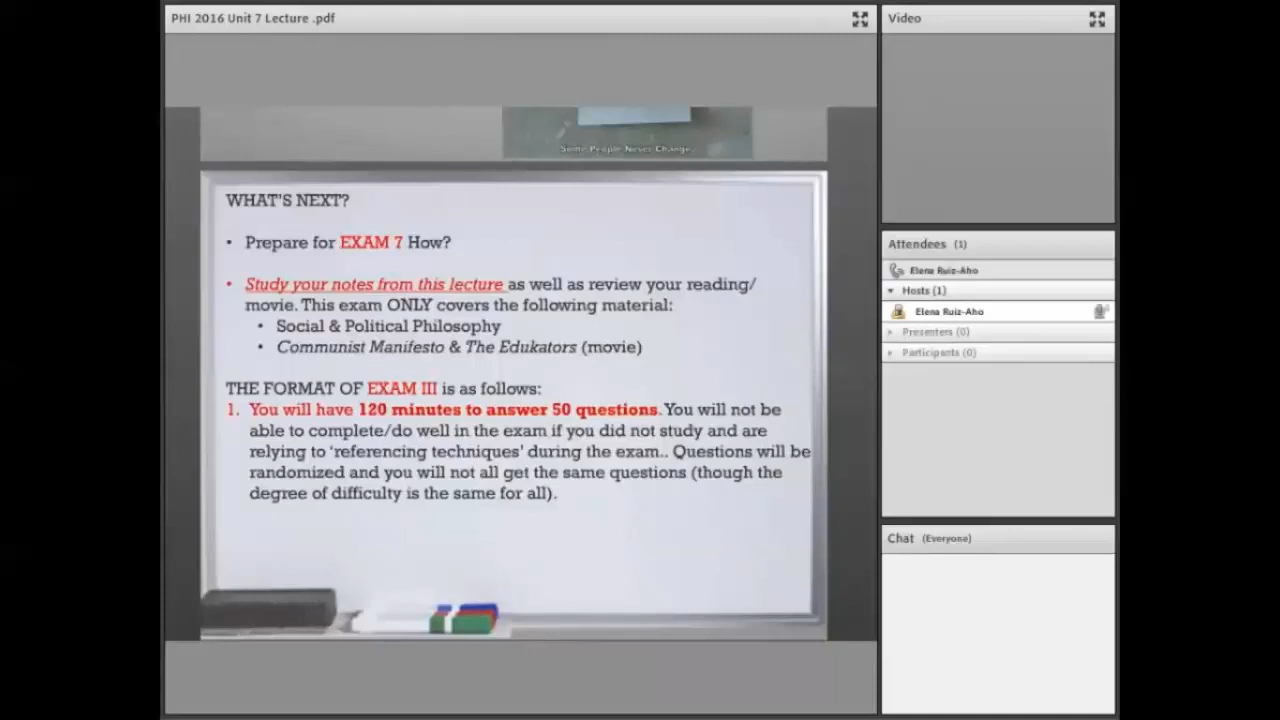 PHI 2016 Unit 7 Lecture .pdf
Some People Never Change.
WHAT'S NEXT?
• Prepare for EXAM 7 How?
• Study your notes from this lecture as well as review your reading/
movie. This exam ONLY covers the following material:
• Social & Political Philosophy
• Communist Manifesto & The Edukators (movie)
THE FORMAT OF EXAM III is as follows:
1. You will have 120 minutes to answer 50 questions. You will not be
able to complete/do well in the exam if you did not study and are
relying to 'referencing techniques' during the exam.. Questions will be
randomized and you will not all get the same questions (though the
degree of difficulty is the same for all).
Video
Attendees (1)
Elena Ruiz-Aho
Hosts (1)
Elena Ruiz-Aho
Presenters (0)
Participants (0)
Chat (Everyone)